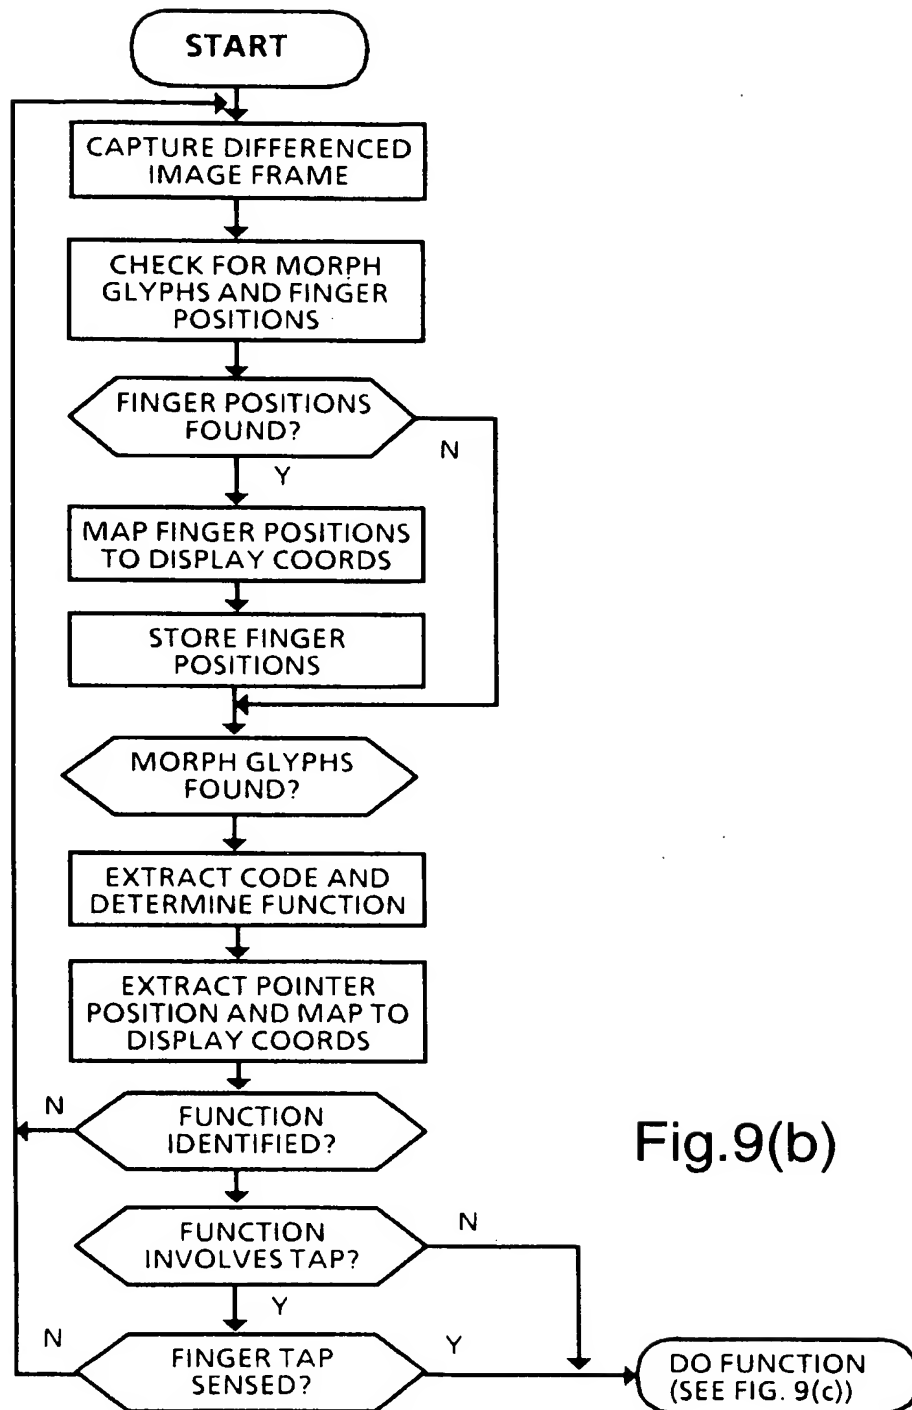 START
CAPTURE DIFFERENCED
IMAGE FRAME
CHECK FOR MORPH
GLYPHS AND FINGER
POSITIONS
FINGER POSITIONS
FOUND?
N
Y
MAP FINGER POSITIONS
TO DISPLAY COORDS
STORE FINGER
POSITIONS
MORPH GLYPHS
FOUND?
EXTRACT CODE AND
DETERMINE FUNCTION
EXTRACT POINTER
POSITION AND MAP TO
DISPLAY COORDS
N
FUNCTION
IDENTIFIED?
Fig.9(b)
FUNCTION
INVOLVES TAP?
N
Y
N
FINGER TAP
SENSED?
Y
DO FUNCTION
(SEE FIG. 9(c))